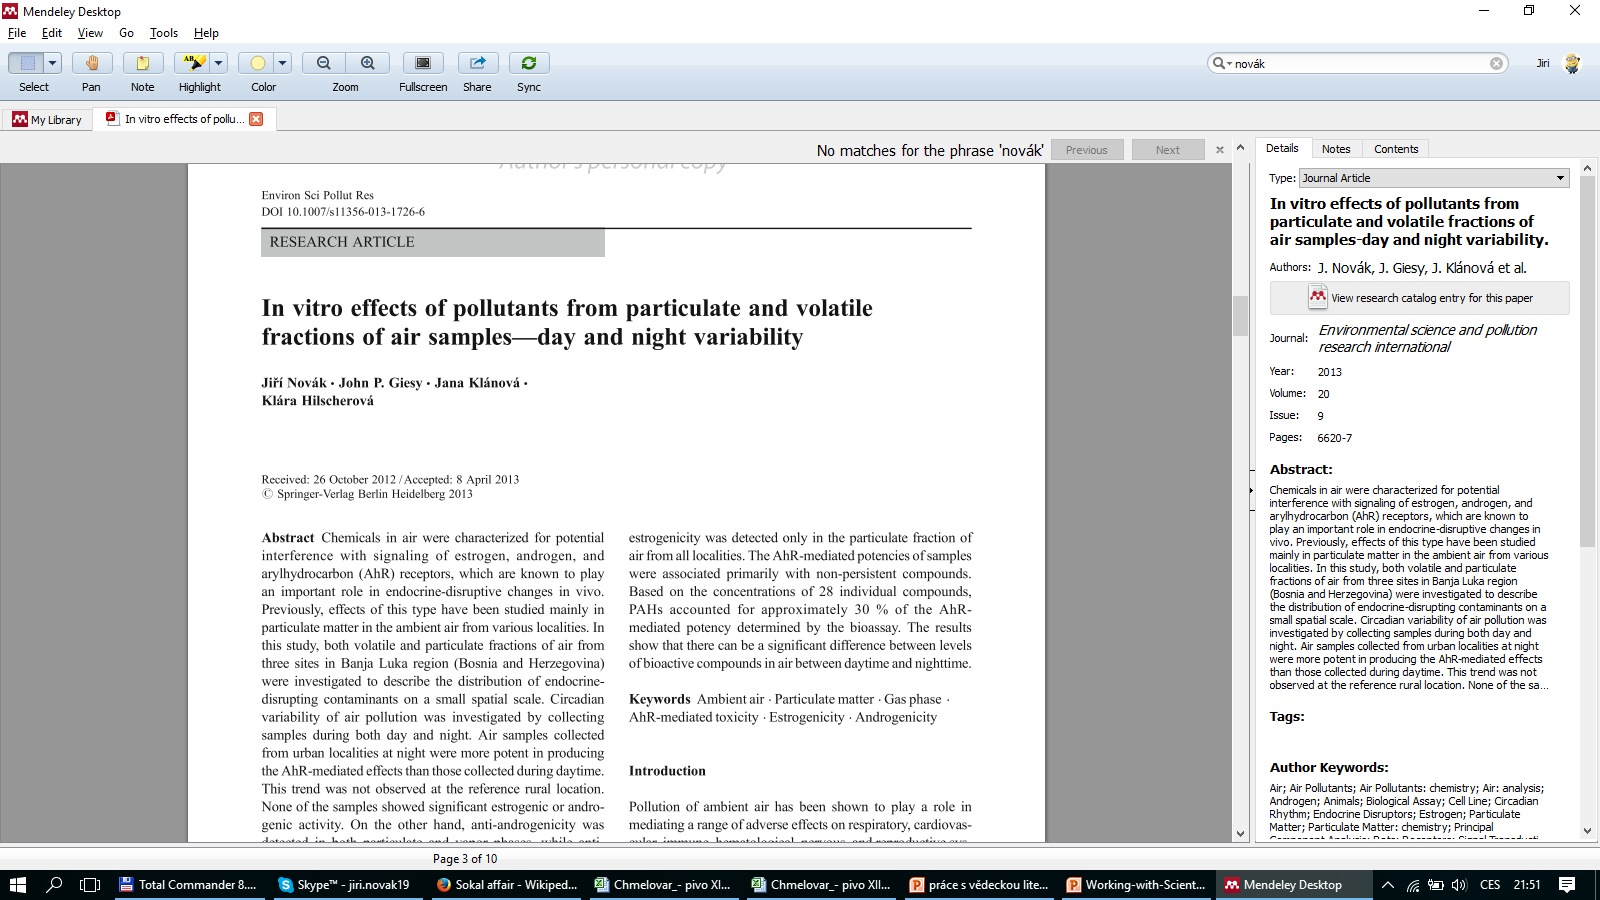 Mendeley Desktop
File Edit View Go Tools Help
novák
Jiri
Select Pan Note Highlight Color Zoom Fullscreen Share Sync
My Library
In vitro effects of pollu...
No matches for the phrase 'novák'
Previous
Next
Author's personal copy
Environ Sci Pollut Res
DOI 10.1007/s11356-013-1726-6
RESEARCH ARTICLE
In vitro effects of pollutants from particulate and volatile
fractions of air samples—day and night variability
Jiří Novák · John P. Giesy · Jana Klánová ·
Klára Hilscherová
Received: 26 October 2012 / Accepted: 8 April 2013
© Springer-Verlag Berlin Heidelberg 2013
Abstract Chemicals in air were characterized for potential
interference with signaling of estrogen, androgen, and
arylhydrocarbon (AhR) receptors, which are known to play
an important role in endocrine-disruptive changes in vivo.
Previously, effects of this type have been studied mainly in
particulate matter in the ambient air from various localities. In
this study, both volatile and particulate fractions of air from
three sites in Banja Luka region (Bosnia and Herzegovina)
were investigated to describe the distribution of endocrine-
disrupting contaminants on a small spatial scale. Circadian
variability of air pollution was investigated by collecting
samples during both day and night. Air samples collected
from urban localities at night were more potent in producing
the AhR-mediated effects than those collected during daytime.
This trend was not observed at the reference rural location.
None of the samples showed significant estrogenic or andro-
genic activity. On the other hand, anti-androgenicity was
detected in both particulate and vapor phases, while anti-
estrogenicity was detected only in the particulate fraction of
air from all localities. The AhR-mediated potencies of samples
were associated primarily with non-persistent compounds.
Based on the concentrations of 28 individual compounds,
PAHs accounted for approximately 30 % of the AhR-
mediated potency determined by the bioassay. The results
show that there can be a significant difference between levels
of bioactive compounds in air between daytime and nighttime.
Keywords Ambient air · Particulate matter · Gas phase ·
AhR-mediated toxicity · Estrogenicity · Androgenicity
Introduction
Pollution of ambient air has been shown to play a role in
mediating a range of adverse effects on respiratory, cardiovas-
cular, immune, hematological, nervous, and reproductive sys-
Details Notes Contents
Type: Journal Article
In vitro effects of pollutants from
particulate and volatile fractions of
air samples-day and night variability.
Authors: J. Novák, J. Giesy, J. Klánová et al.
View research catalog entry for this paper
Journal: Environmental science and pollution
research international
Year: 2013
Volume: 20
Issue: 9
Pages: 6620-7
Abstract:
Chemicals in air were characterized for potential
interference with signaling of estrogen, androgen, and
arylhydrocarbon (AhR) receptors, which are known to
play an important role in endocrine-disruptive changes in
vivo. Previously, effects of this type have been studied
mainly in particulate matter in the ambient air from various
localities. In this study, both volatile and particulate
fractions of air from three sites in Banja Luka region
(Bosnia and Herzegovina) were investigated to describe
the distribution of endocrine-disrupting contaminants on a
small spatial scale. Circadian variability of air pollution was
investigated by collecting samples during both day and
night. Air samples collected from urban localities at night
were more potent in producing the AhR-mediated effects
than those collected during daytime. This trend was not
observed at the reference rural location. None of the sa...
Tags:
Author Keywords:
Air; Air Pollutants; Air Pollutants: chemistry; Air: analysis;
Androgen; Animals; Biological Assay; Cell Line; Circadian
Rhythm; Endocrine Disruptors; Estrogen; Particulate
Matter; Particulate Matter: chemistry; Principal
Component Analysis; Rats; Receptors; Signal Transducti...
Page 3 of 10
Total Commander 8....
Skype™ - jiri.novak19
Sokal affair - Wikiped...
Chmelovar_- pivo XI...
Chmelovar_- pivo XII...
práce s vědeckou lite...
Working-with-Scient...
Mendeley Desktop
CES
21:51